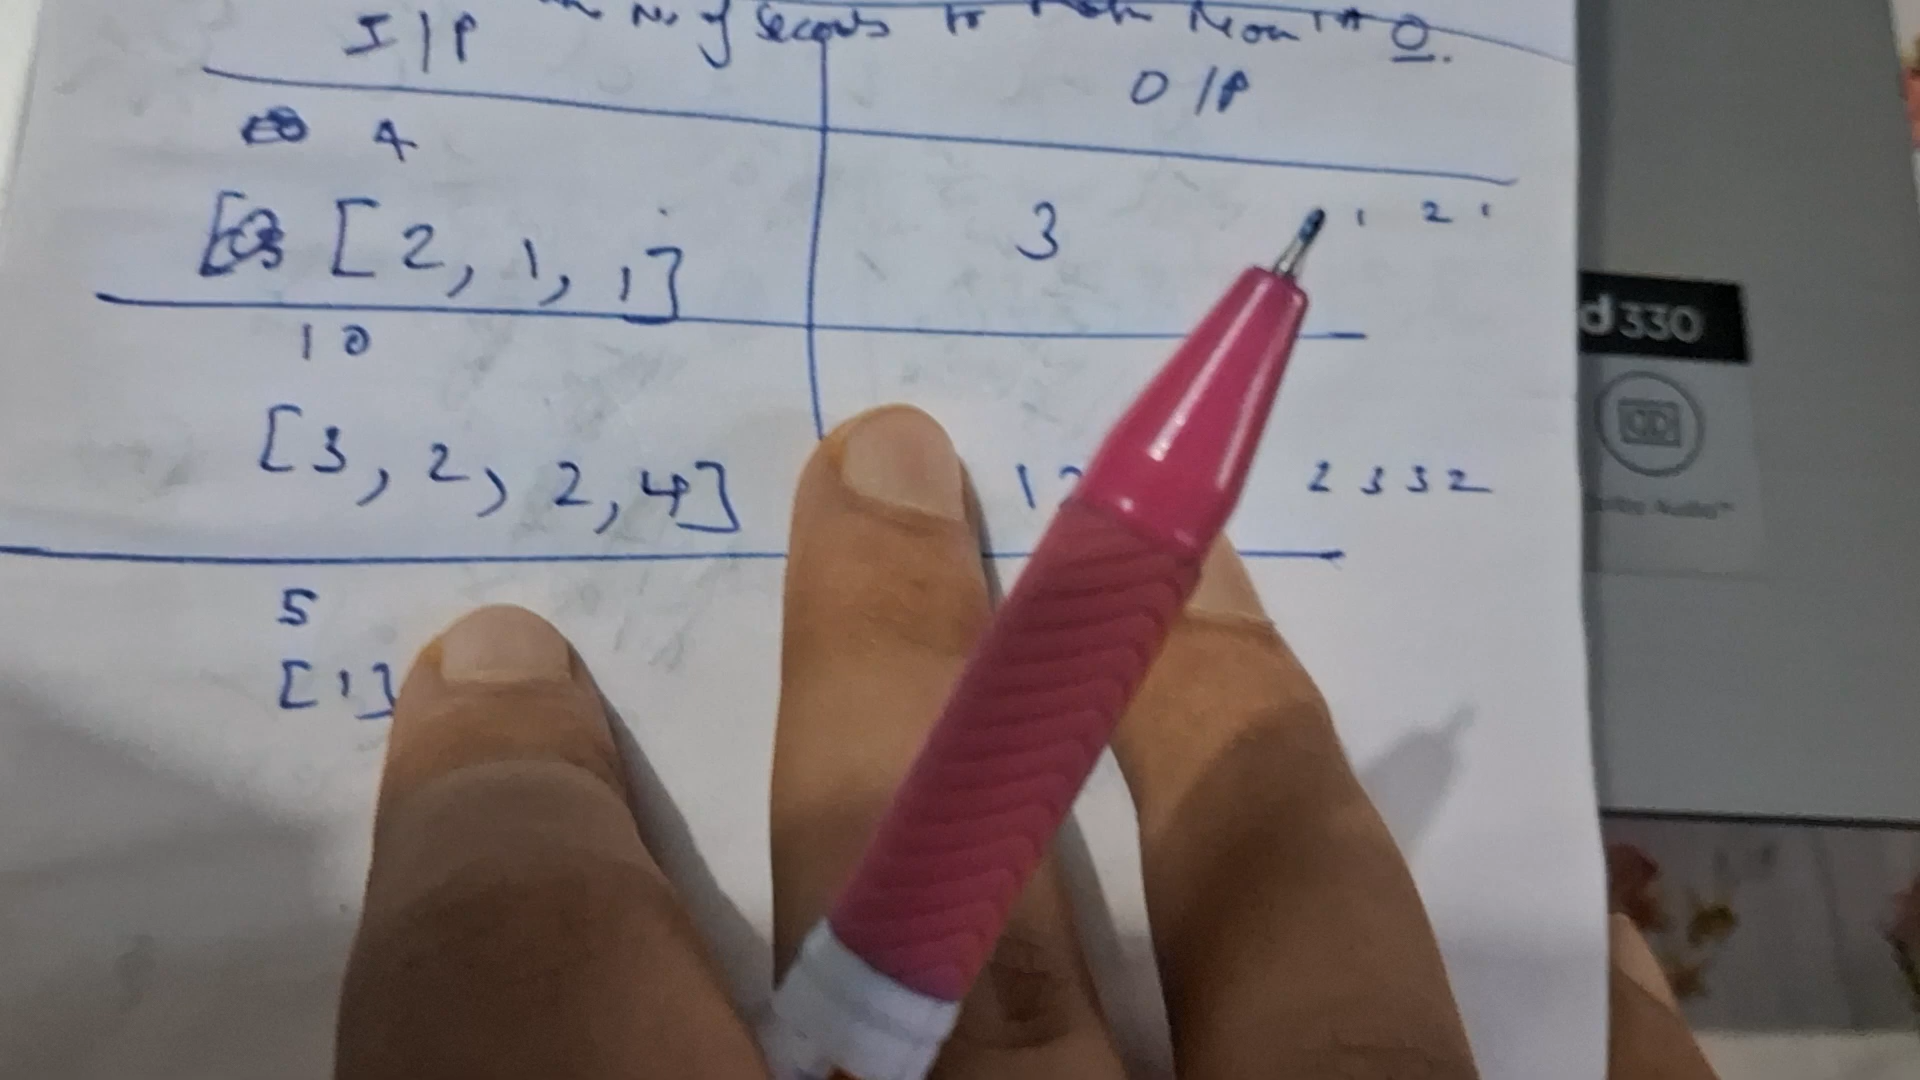 No. of Seconds to
I/P
O/P
4
[2, 1, 1]
3
1 2 1
10
[3, 2, 2, 4]
12
2 3 3 2
5
[1]
d 330